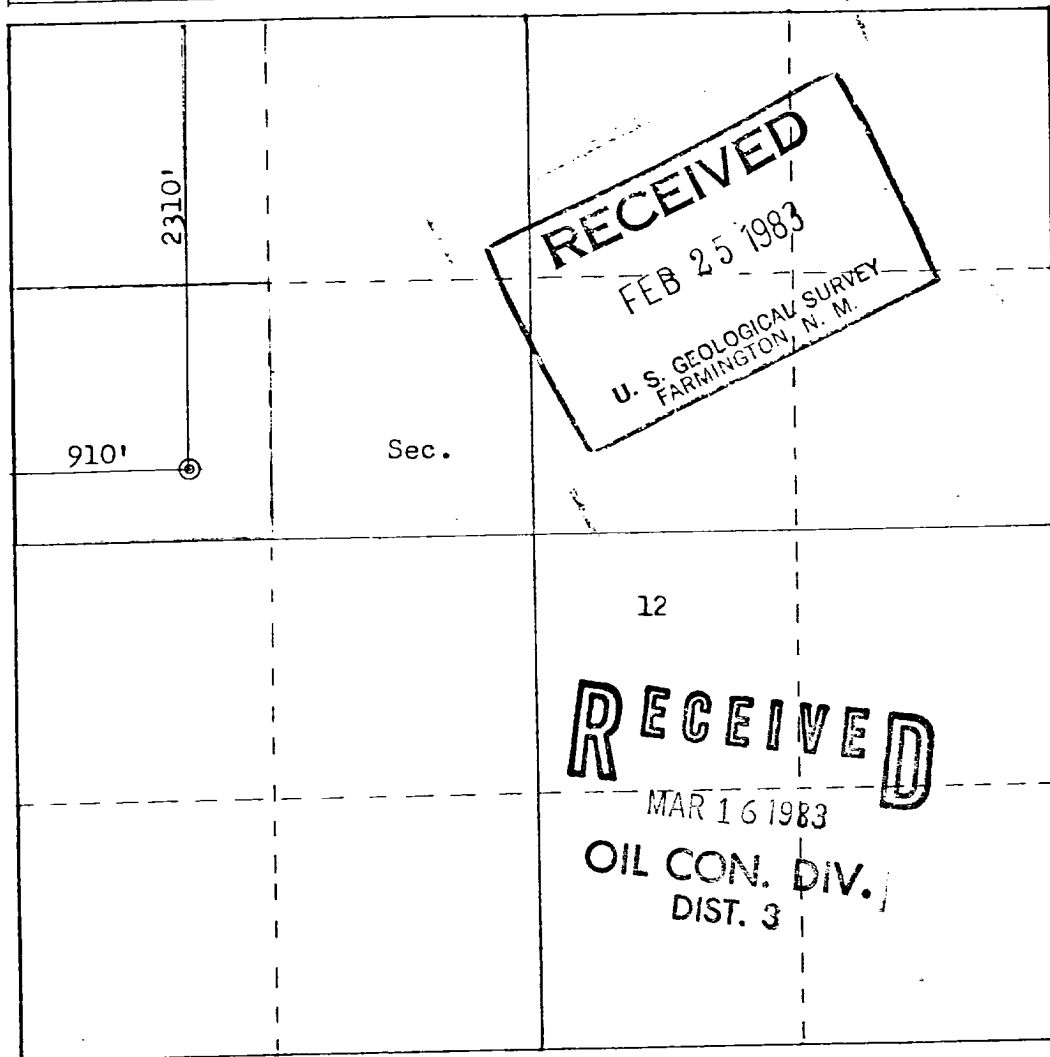 2310'
RECEIVED
FEB 25 1983
U. S. GEOLOGICAL SURVEY
FARMINGTON, N. M.
910'
Sec.
12
RECEIVED
MAR 16 1983
OIL CON. DIV.
DIST. 3